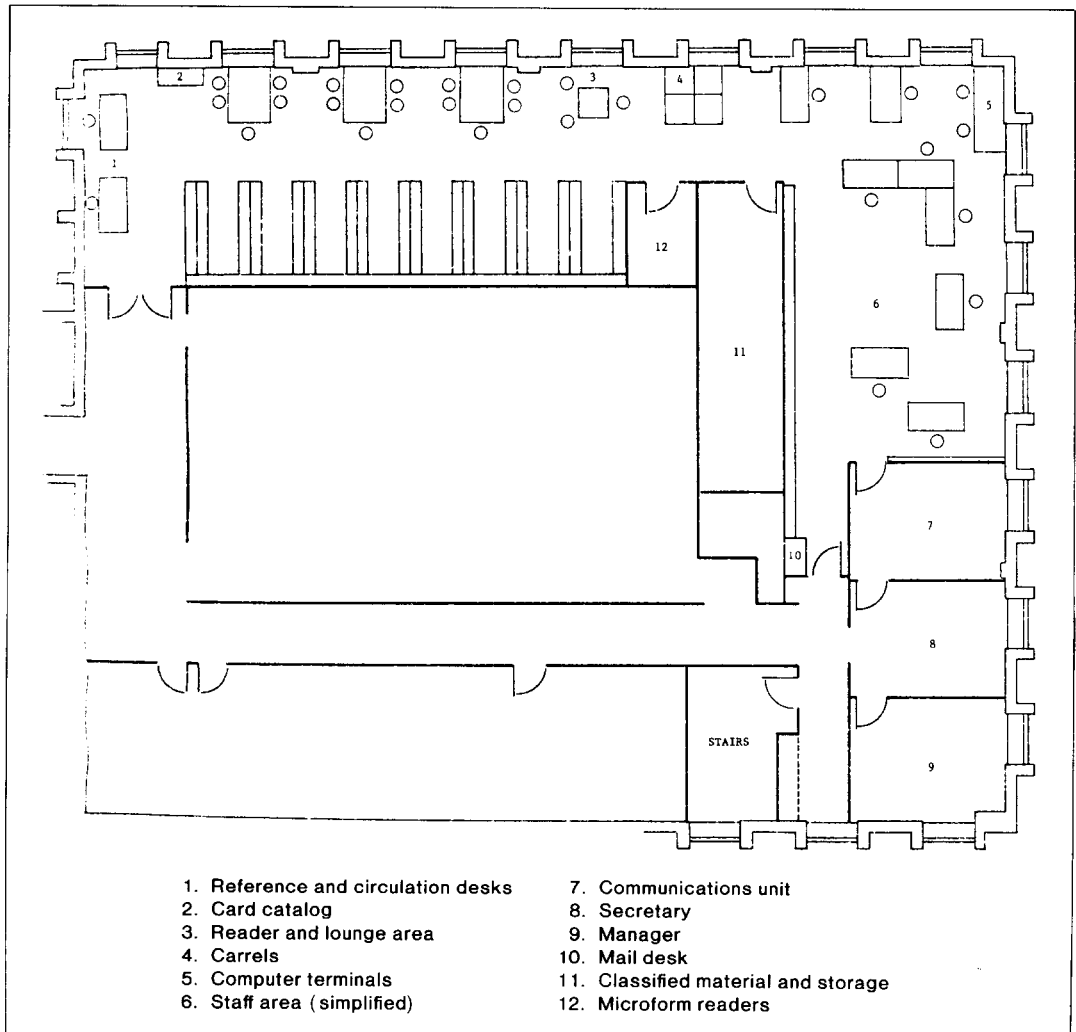 2
3
4
5
1
12
6
11
10
7
8
STAIRS
9
1. Reference and circulation desks
2. Card catalog
3. Reader and lounge area
4. Carrels
5. Computer terminals
6. Staff area (simplified)
7. Communications unit
8. Secretary
9. Manager
10. Mail desk
11. Classified material and storage
12. Microform readers